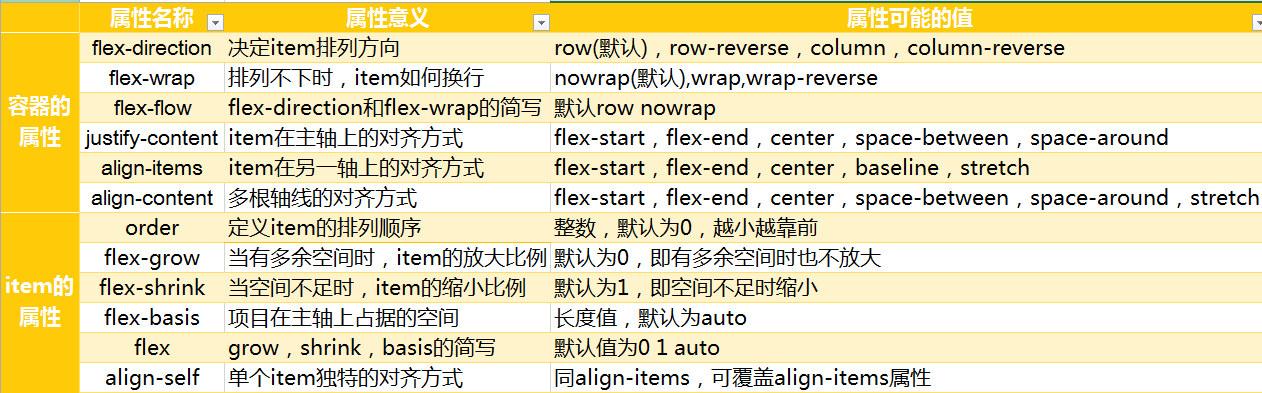 属性名称 属性意义 属性可能的值
容器的属性
flex-direction 决定item排列方向 row(默认)，row-reverse，column，column-reverse
flex-wrap 排列不下时，item如何换行 nowrap(默认),wrap,wrap-reverse
flex-flow flex-direction和flex-wrap的简写 默认row nowrap
justify-content item在主轴上的对齐方式 flex-start，flex-end，center，space-between，space-around
align-items item在另一轴上的对齐方式 flex-start，flex-end，center，baseline，stretch
align-content 多根轴线的对齐方式 flex-start，flex-end，center，space-between，space-around，stretch
item的属性
order 定义item的排列顺序 整数，默认为0，越小越靠前
flex-grow 当有多余空间时，item的放大比例 默认为0，即有多余空间时也不放大
flex-shrink 当空间不足时，item的缩小比例 默认为1，即空间不足时缩小
flex-basis 项目在主轴上占据的空间 长度值，默认为auto
flex grow，shrink，basis的简写 默认值为0 1 auto
align-self 单个item独特的对齐方式 同align-items，可覆盖align-items属性